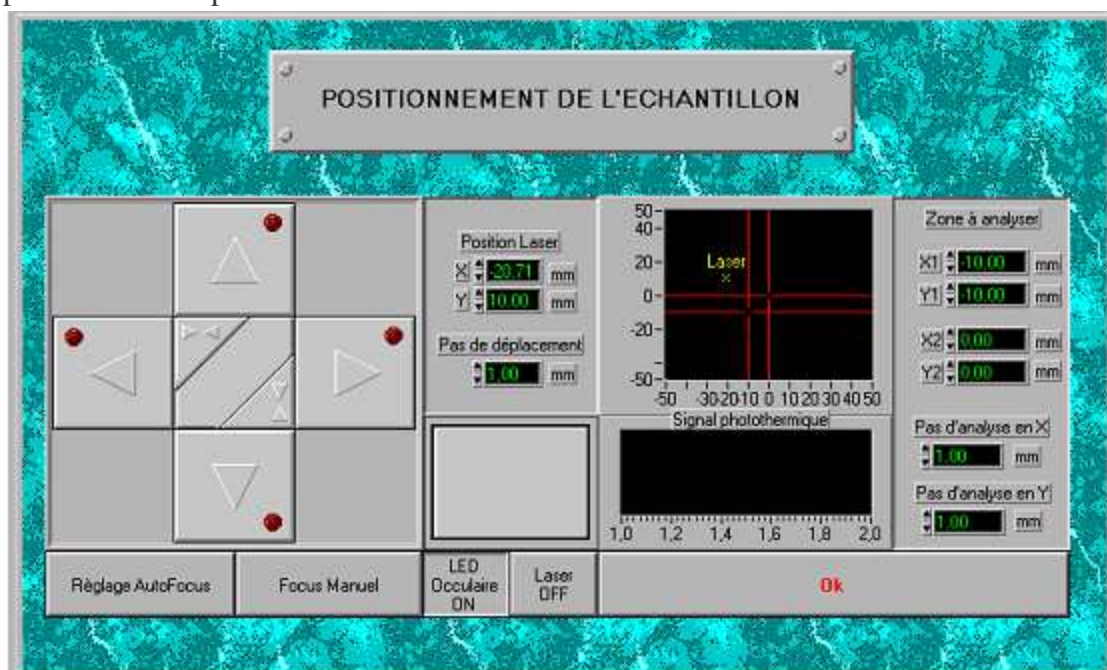 POSITIONNEMENT DE L'ECHANTILLON
Position Laser
X -20.71 mm
Y 10.00 mm
Pas de déplacement
1.00 mm
50
40
20
0
-20
-50
Laser
-50 -30 -20 -10 0 10 20 30 40 50
Zone à analyser
X1 -10.00 mm
Y1 -10.00 mm
X2 0.00 mm
Y2 0.00 mm
Signal photothermique
1,0 1,2 1,4 1,6 1,8 2,0
Pas d'analyse en X
1.00 mm
Pas d'analyse en Y
1.00 mm
Règlage AutoFocus
Focus Manuel
LED
Occulaire
ON
Laser
OFF
Ok